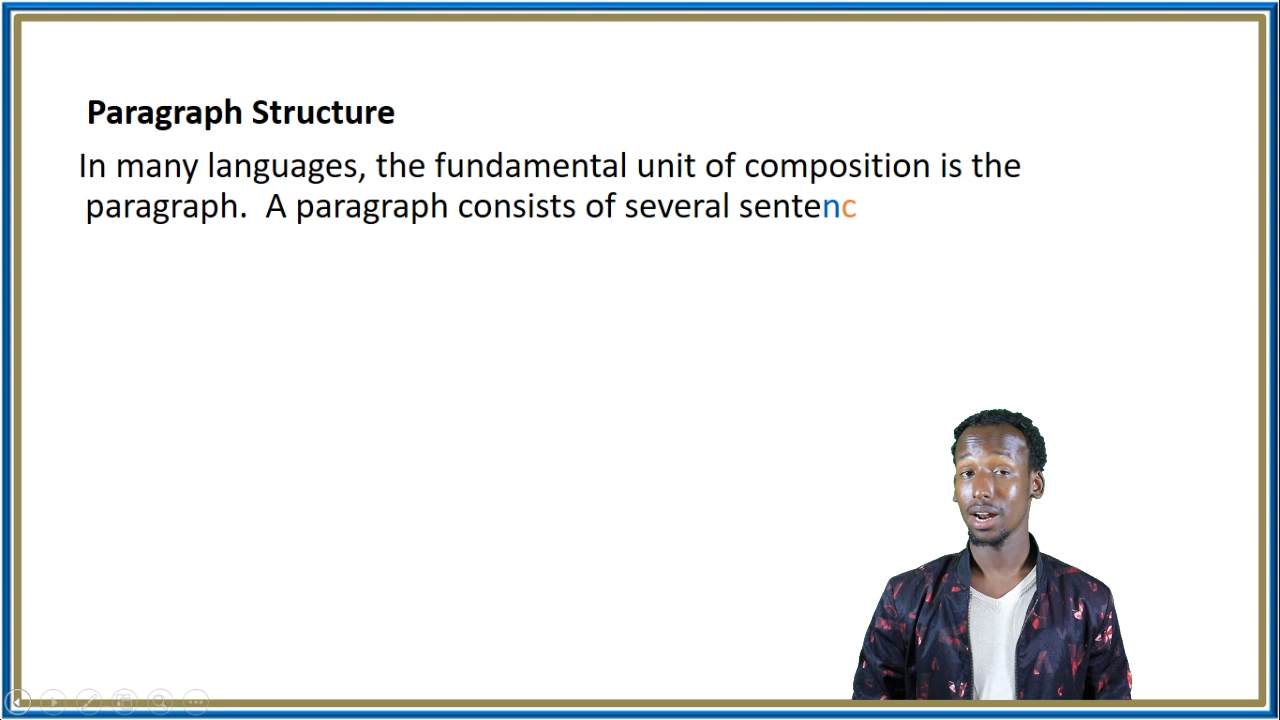 Paragraph Structure
In many languages, the fundamental unit of composition is the
paragraph.  A paragraph consists of several sentenc